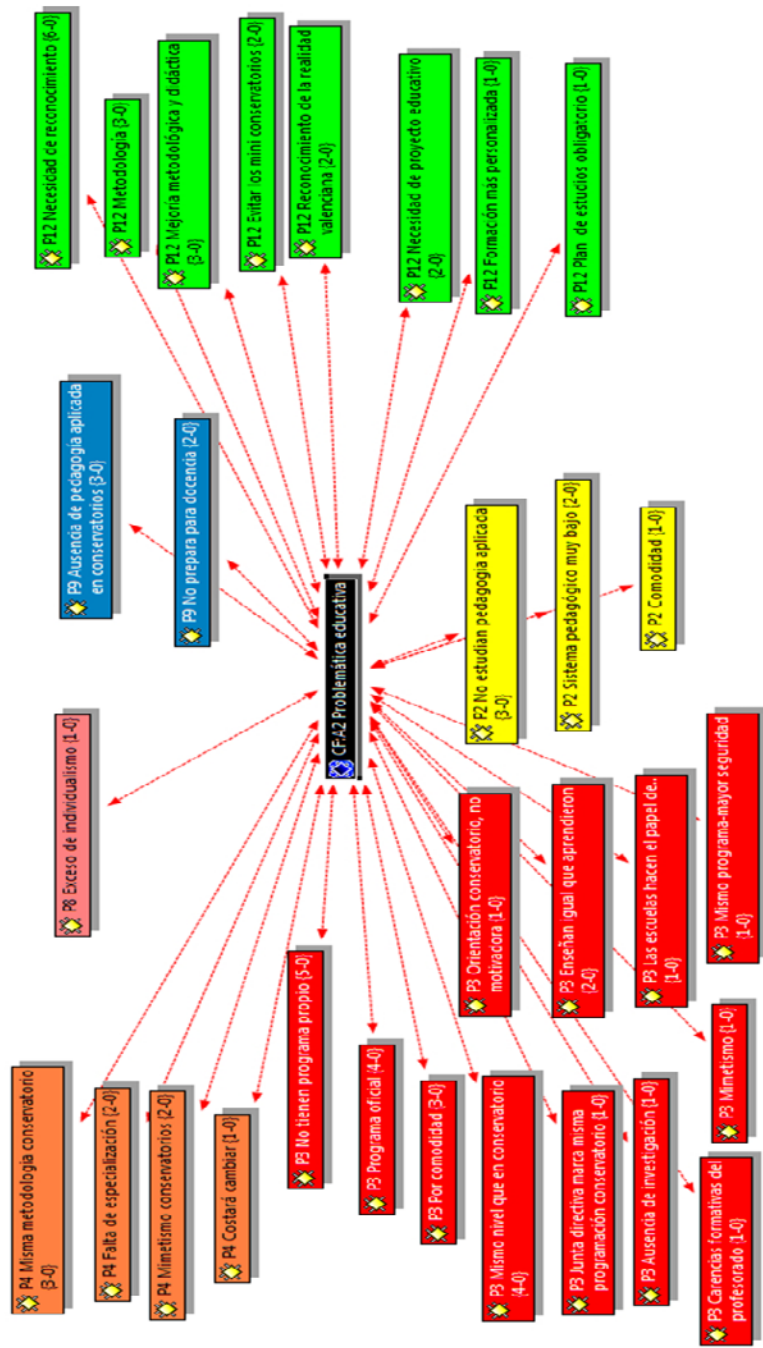 P4 Misma metodologia conservatorio
{3-0}
P4 Falta de especialización {2-0}
P4 Mimetismo conservatorios {2-0}
P4 Costará cambiar {1-0}
P8 Exceso de individualismo {1-0}
P9 Ausencia de pedagogía aplicada
en conservatorios {3-0}
P9 No prepara para docencia {2-0}
P12 Necesidad de reconocimiento {6-0}
P12 Metodología {3-0}
P12 Mejoría metodológica y didáctica
{3-0}
P12 Evitar los mini conservatorios {2-0}
P12 Reconocimiento de la realidad
valenciana {2-0}
CF:A2 Problemática educativa
P3 No tienen programa propio {5-0}
P3 Programa oficial {4-0}
P3 Por comodidad {3-0}
P3 Mismo nivel que en conservatorio
{4-0}
P3 Junta directiva narca misma
programación conservatorio {1-0}
P3 Ausencia de investigación {1-0}
P3 Carencias formativas del
profesorado {1-0}
P3 Orientación conservatorio, no
motivadora {1-0}
P3 Enseñan igual que aprendieron
{2-0}
P3 Las escuelas hacen el papel de..
{1-0}
P3 Mismo programa-mayor seguridad
{1-0}
P3 Mimetismo {1-0}
P2 No estudian pedagogia aplicada
{3-0}
P2 Sistema pedagógico muy bajo {2-0}
P2 Comodidad {1-0}
P12 Necesidad de proyecto educativo
{2-0}
P12 Formación más personalizada {1-0}
P12 Plan de estudios obligatorio {1-0}